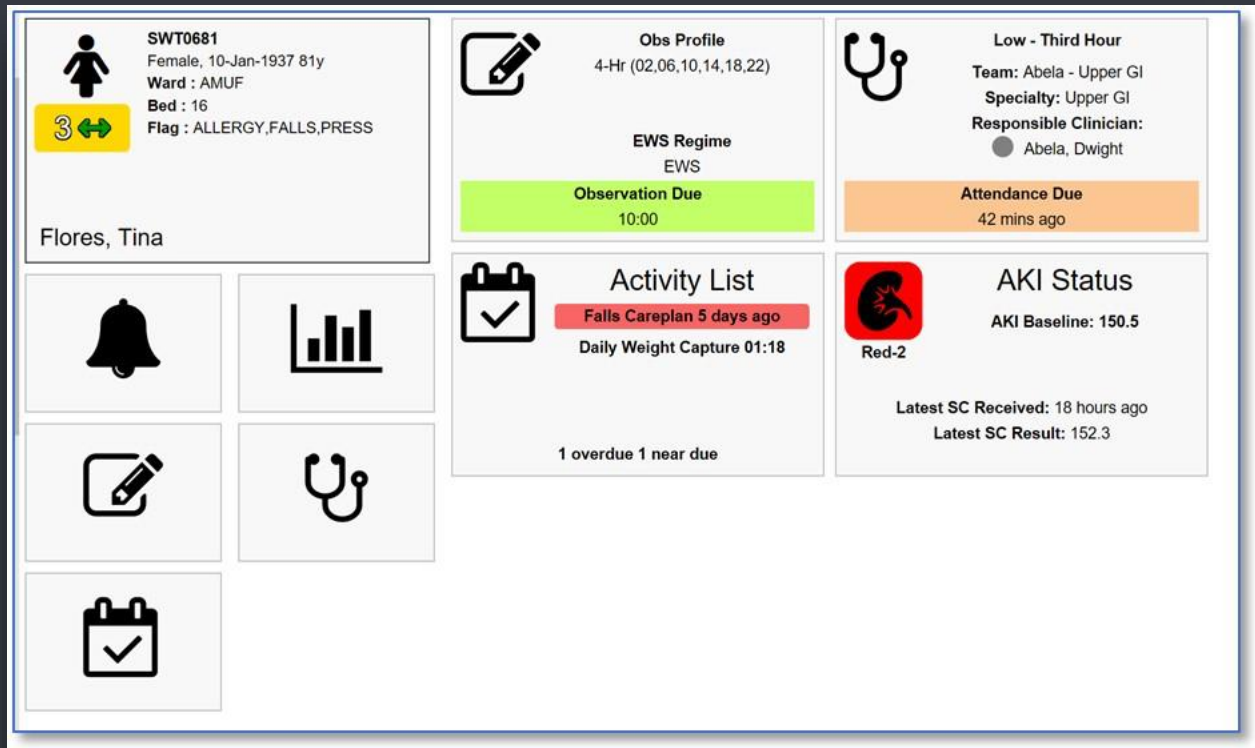 SWT0681
Female, 10-Jan-1937 81y
Ward : AMUF
Bed : 16
Flag : ALLERGY,FALLS,PRESS
3
Flores, Tina
Obs Profile
4-Hr (02,06,10,14,18,22)
EWS Regime
EWS
Observation Due
10:00
Low - Third Hour
Team: Abela - Upper GI
Specialty: Upper GI
Responsible Clinician:
Abela, Dwight
Attendance Due
42 mins ago
Activity List
Falls Careplan 5 days ago
Daily Weight Capture 01:18
1 overdue 1 near due
AKI Status
AKI Baseline: 150.5
Red-2
Latest SC Received: 18 hours ago
Latest SC Result: 152.3